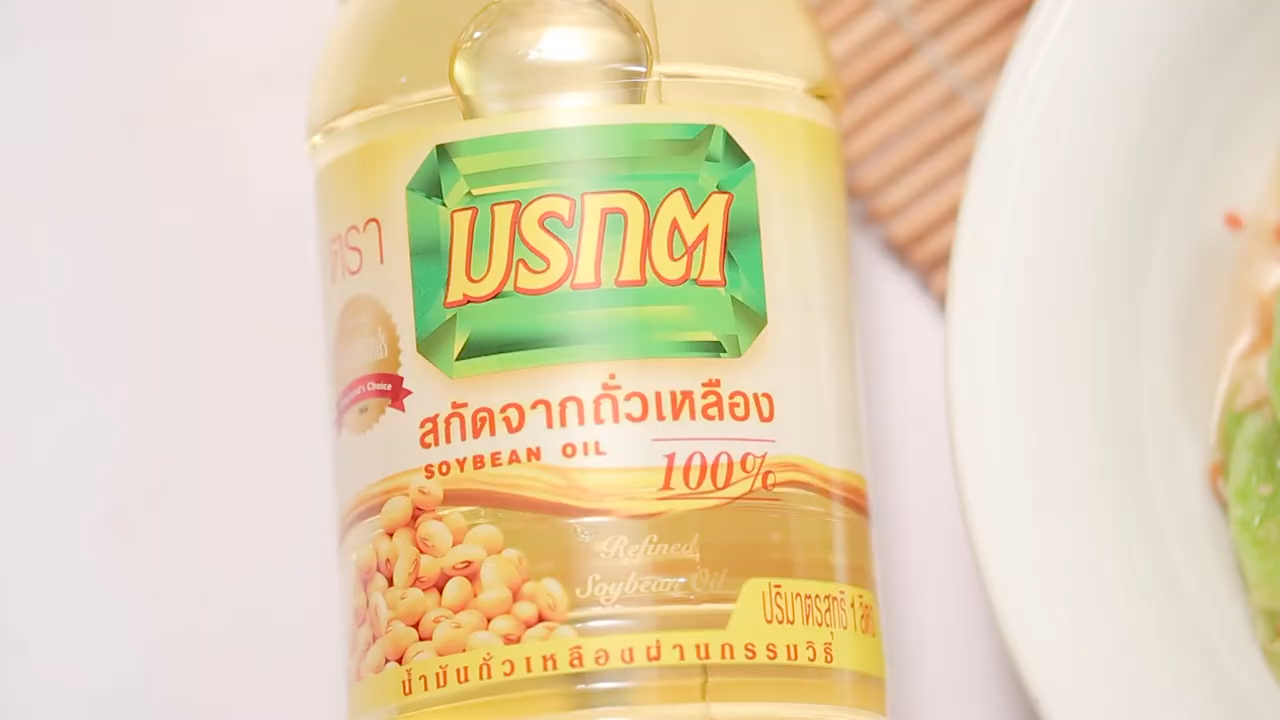 ตรา
มรกต
Choice
สกัดจากถั่วเหลือง
SOYBEAN OIL
100%
Refined
Soybean Oil
ปริมาตรสุทธิ 1 ลิตร
น้ำมันถั่วเหลืองผ่านกรรมวิธี